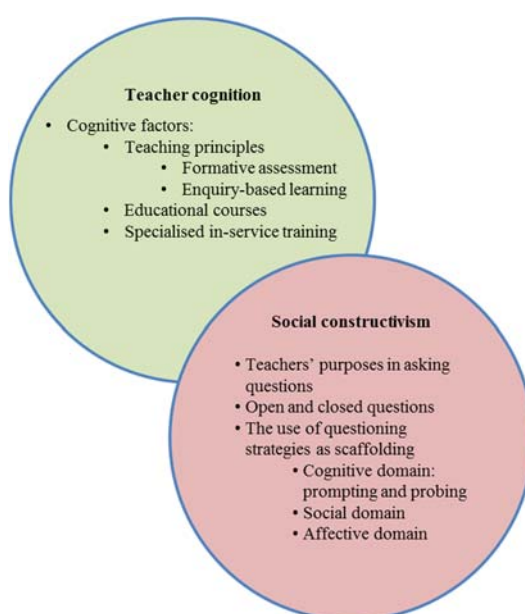 Teacher cognition
• Cognitive factors:
• Teaching principles
• Formative assessment
• Enquiry-based learning
• Educational courses
• Specialised in-service training
Social constructivism
• Teachers’ purposes in asking
questions
• Open and closed questions
• The use of questioning
strategies as scaffolding
• Cognitive domain:
prompting and probing
• Social domain
• Affective domain